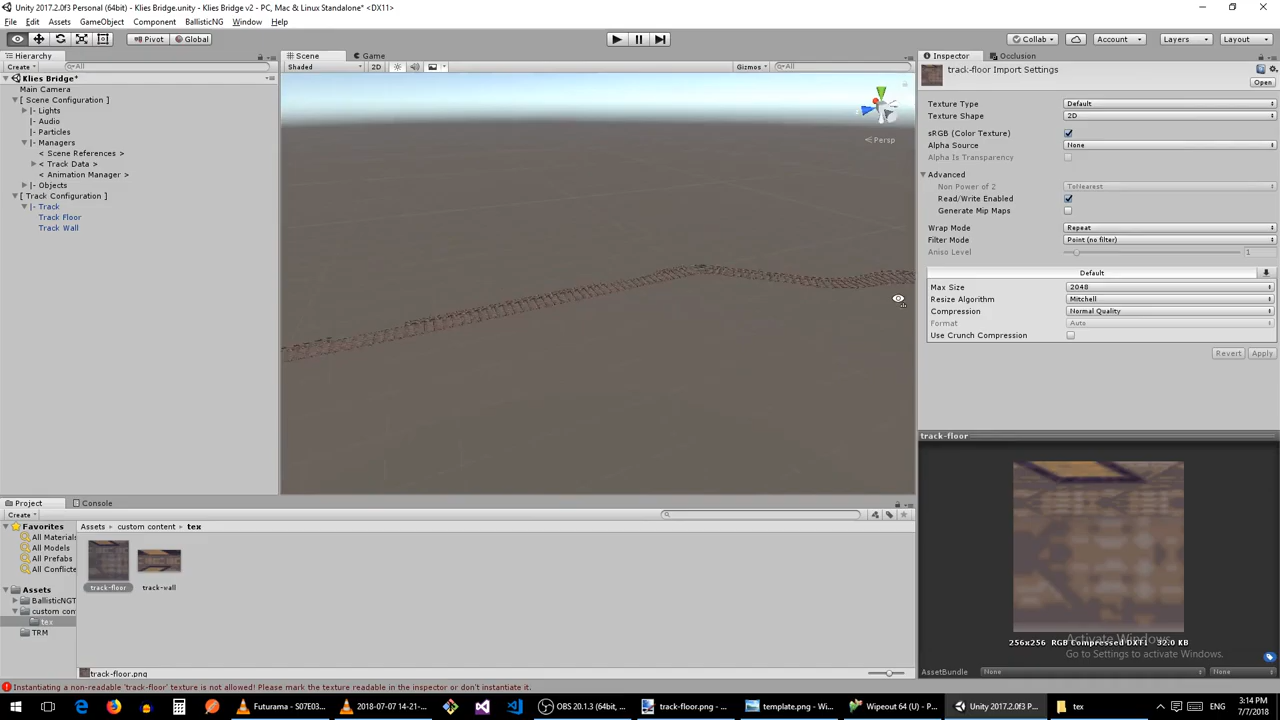 Unity 2017.2.0f3 Personal (64bit) - Klies Bridge.unity - Klies Bridge v2 - PC, Mac & Linux Standalone* <DX11>
File Edit Assets GameObject Component BallisticNG Window Help
Pivot Global Collab Account Layers Layout
Hierarchy
Create All
Klies Bridge*
Main Camera
[ Scene Configuration ]
|- Lights
|- Audio
|- Particles
|- Managers
< Scene References >
< Track Data >
< Animation Manager >
|- Objects
[ Track Configuration ]
|- Track
Track Floor
Track Wall
Scene Game
Shaded 2D Gizmos All
Persp
Inspector Occlusion
track-floor Import Settings
Open
Texture Type Default
Texture Shape 2D
sRGB (Color Texture)
Alpha Source None
Alpha Is Transparency
Advanced
Non Power of 2 ToNearest
Read/Write Enabled
Generate Mip Maps
Wrap Mode Repeat
Filter Mode Point (no filter)
Aniso Level 1
Default
Max Size 2048
Resize Algorithm Mitchell
Compression Normal Quality
Format Auto
Use Crunch Compression
Revert Apply
track-floor
256x256 RGB Compressed DXT1 32.0 KB
Activate Windows
Go to Settings to activate Windows.
AssetBundle None None
Project Console
Create
Favorites
All Materials
All Models
All Prefabs
All Conflicte
Assets
BallisticNGT
custom cont
tex
TRM
Assets custom content tex
track-floor track-wall
track-floor.png
Instantiating a non-readable 'track-floor' texture is not allowed! Please mark the texture readable in the inspector or don't instantiate it.
Futurama - S07E03... 2018-07-07 14-21-... OBS 20.1.3 (64bit, ... track-floor.png - ... template.png - Wi... Wipeout 64 (U) - P... Unity 2017.2.0f3 P... tex
3:14 PM
7/7/2018